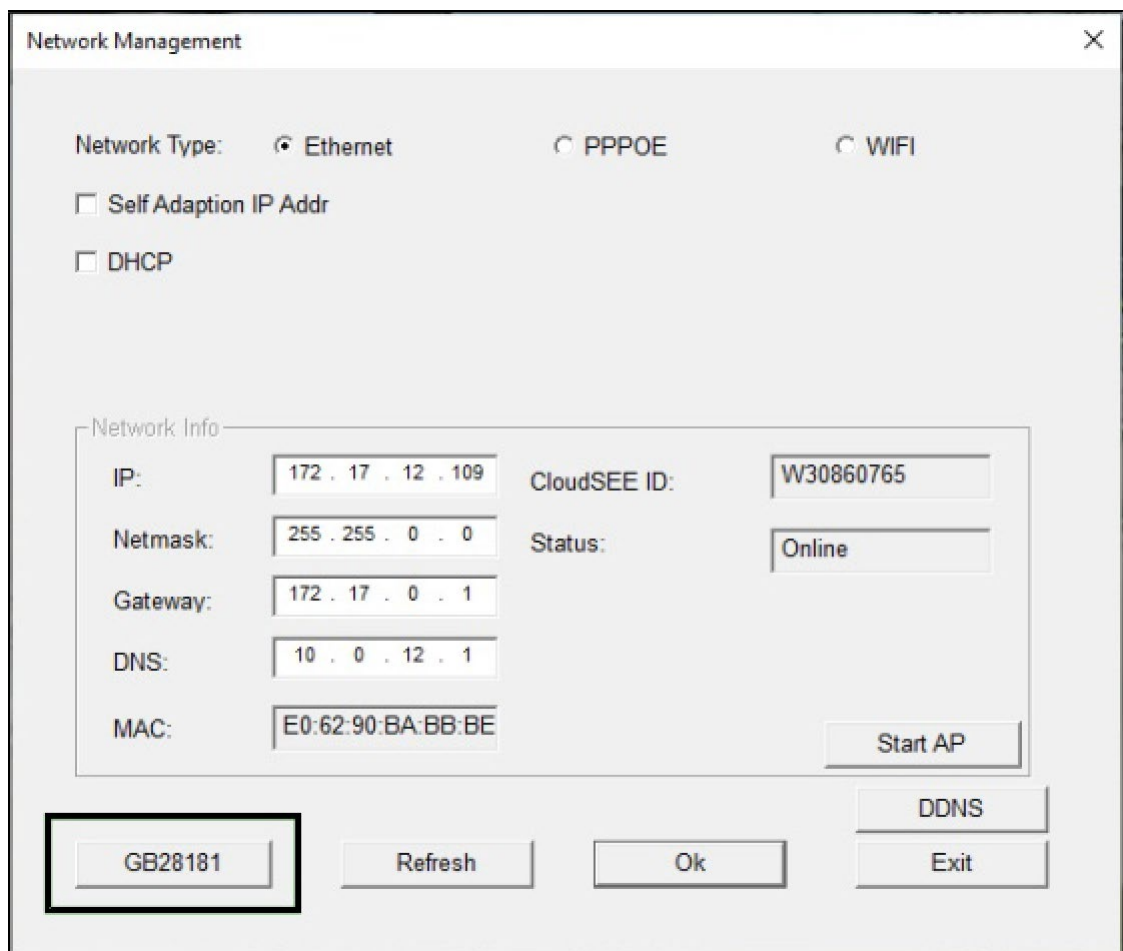 Network Management
Network Type: Ethernet PPPOE WIFI
Self Adaption IP Addr
DHCP
Network Info
IP: 172 . 17 . 12 . 109 CloudSEE ID: W30860765
Netmask: 255 . 255 . 0 . 0 Status: Online
Gateway: 172 . 17 . 0 . 1
DNS: 10 . 0 . 12 . 1
MAC: E0:62:90:BA:BB:BE
Start AP
DDNS
GB28181 Refresh Ok Exit